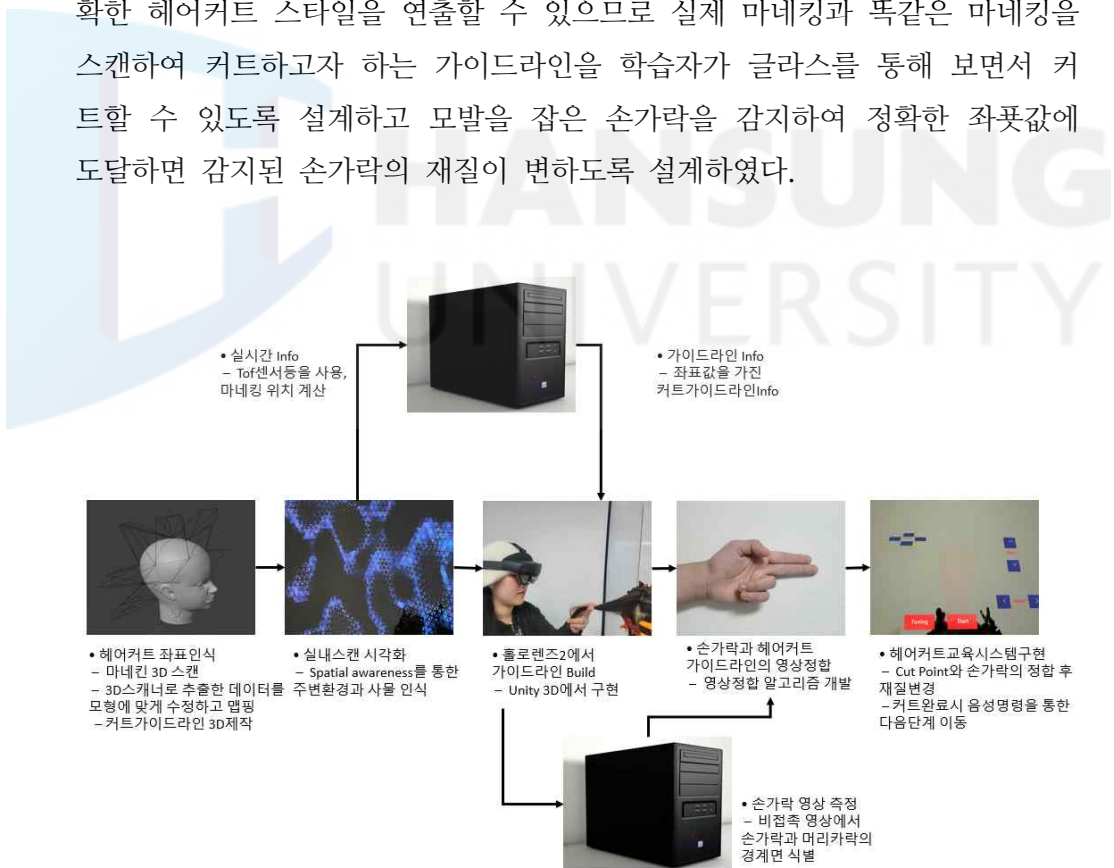 확한 헤어커트 스타일을 연출할 수 있으므로 실제 마네킹과 똑같은 마네킹을
스캔하여 커트하고자 하는 가이드라인을 학습자가 글라스를 통해 보면서 커
트할 수 있도록 설계하고 모발을 잡은 손가락을 감지하여 정확한 좌푯값에
도달하면 감지된 손가락의 재질이 변하도록 설계하였다.
HANSUNG
UNIVERSITY
• 실시간 Info
– Tof센서등을 사용,
마네킹 위치 계산
• 가이드라인 Info
– 좌표값을 가진
커트가이드라인Info
• 헤어커트 좌표인식
– 마네킨 3D 스캔
– 3D스캐너로 추출한 데이터를
모형에 맞게 수정하고 맵핑
– 커트가이드라인 3D제작
• 실내스캔 시각화
– Spatial awareness를 통한
주변환경과 사물 인식
• 홀로렌즈2에서
가이드라인 Build
– Unity 3D에서 구현
• 손가락과 헤어커트
가이드라인의 영상정합
– 영상정합 알고리즘 개발
Tuning
Start
• 헤어커트교육시스템구현
– Cut Point와 손가락의 정합 후
재질변경
– 커트완료시 음성명령을 통한
다음단계 이동
• 손가락 영상 측정
– 비접촉 영상에서
손가락과 머리카락의
경계면 식별